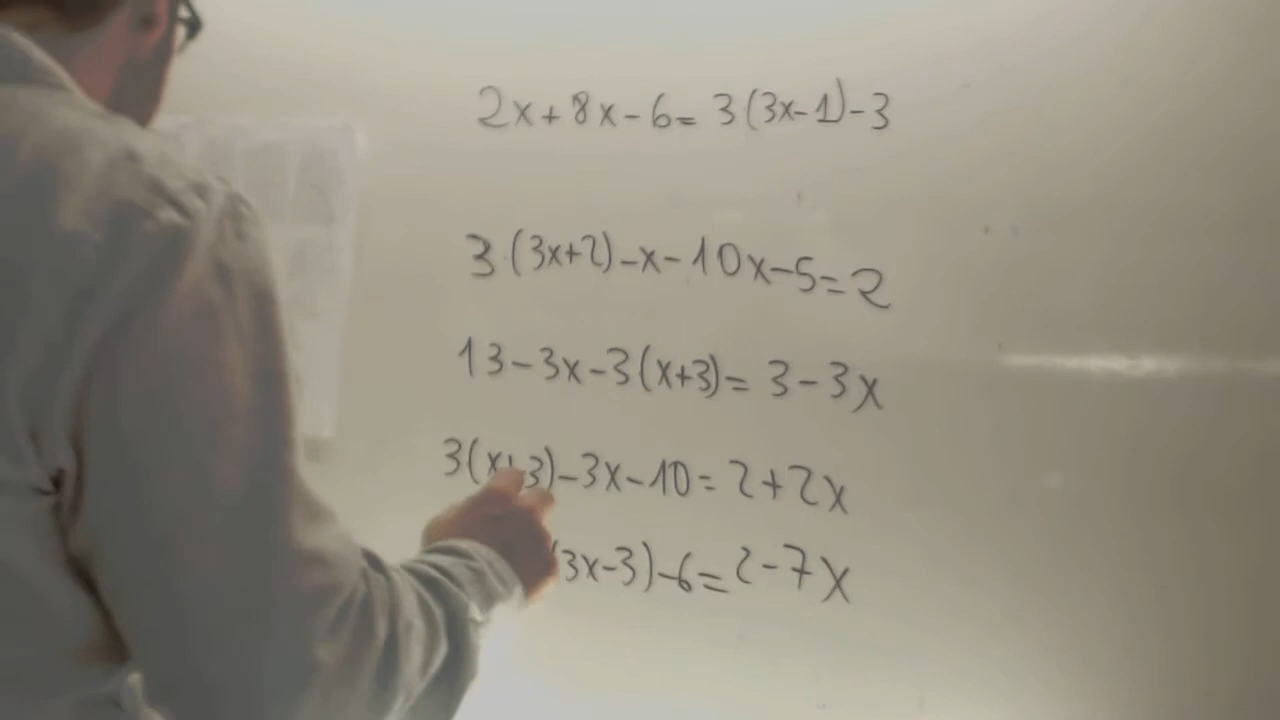 2x+8x-6=3(3x-1)-3
3·(3x+2)-x-10x-5=2
13-3x-3(x+3)=3-3x
3(x+3)-3x-10=2+2x
(3x-3)-6=2-7x